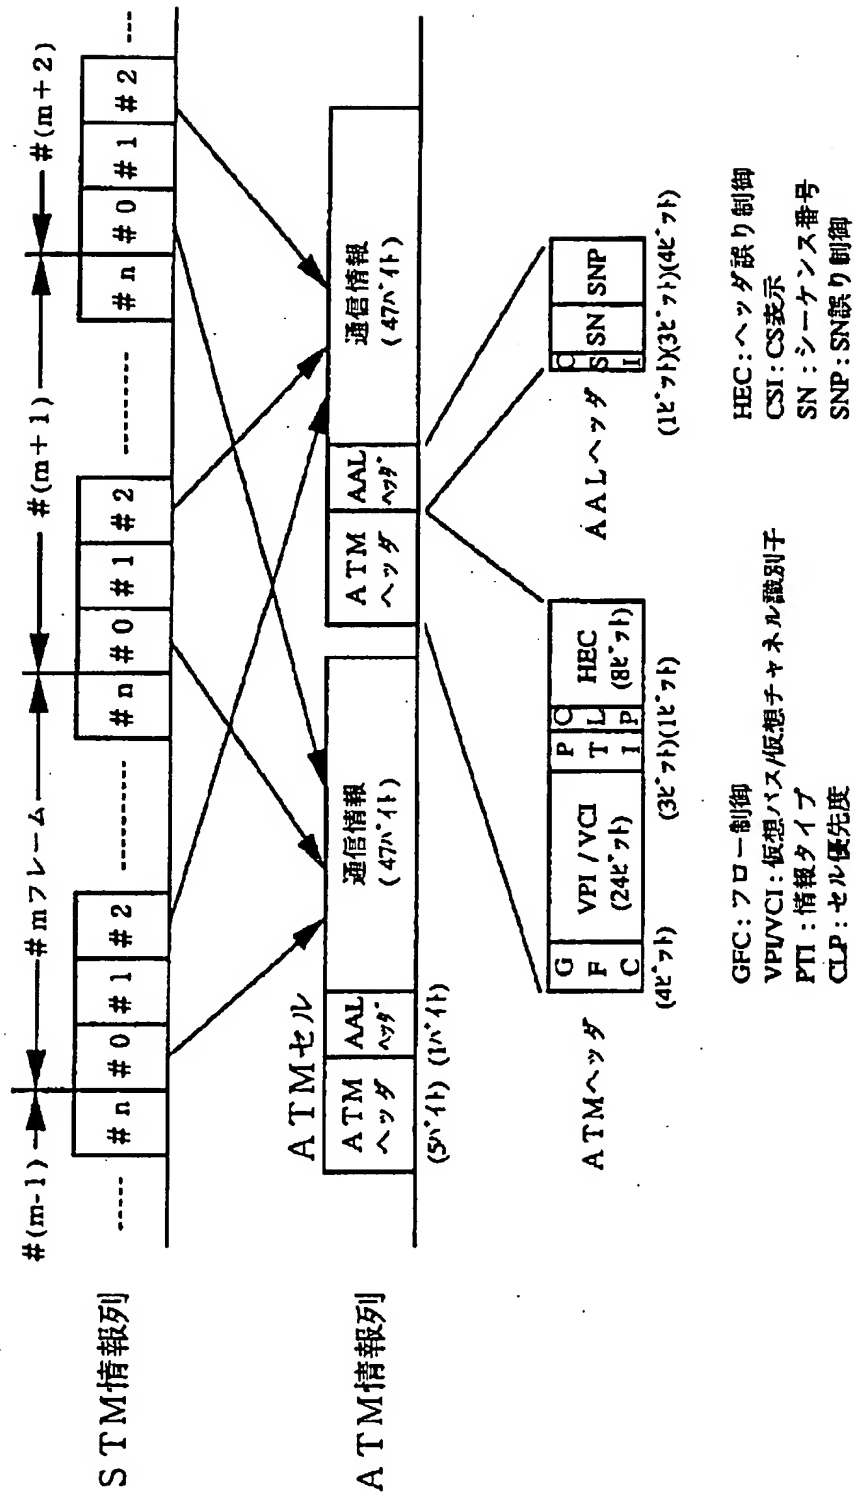 #(m-1) #mフレーム #(m+1) #(m+2)
STM情報列 ----- #n #0 #1 #2 ---------- #n #0 #1 #2 --------- #n #0 #1 #2 ---
ATMセル
ATM情報列
ATM
ヘッダ
AAL
ヘッダ
通信情報
(47バイト)
ATM
ヘッダ
AAL
ヘッダ
通信情報
(47バイト)
(5バイト) (1バイト)
ATMヘッダ
GFC
VPI/VCI
(24ビット)
PTI
CLP
HEC
(8ビット)
(4ビット)
(3ビット)(1ビット)
AALヘッダ
CSI
SN
SNP
(1ビット)(3ビット)(4ビット)
GFC:フロー制御
VPI/VCI:仮想パス/仮想チャネル識別子
PTI:情報タイプ
CLP:セル優先度
HEC:ヘッダ誤り制御
CSI:CS表示
SN:シーケンス番号
SNP:SN誤り制御